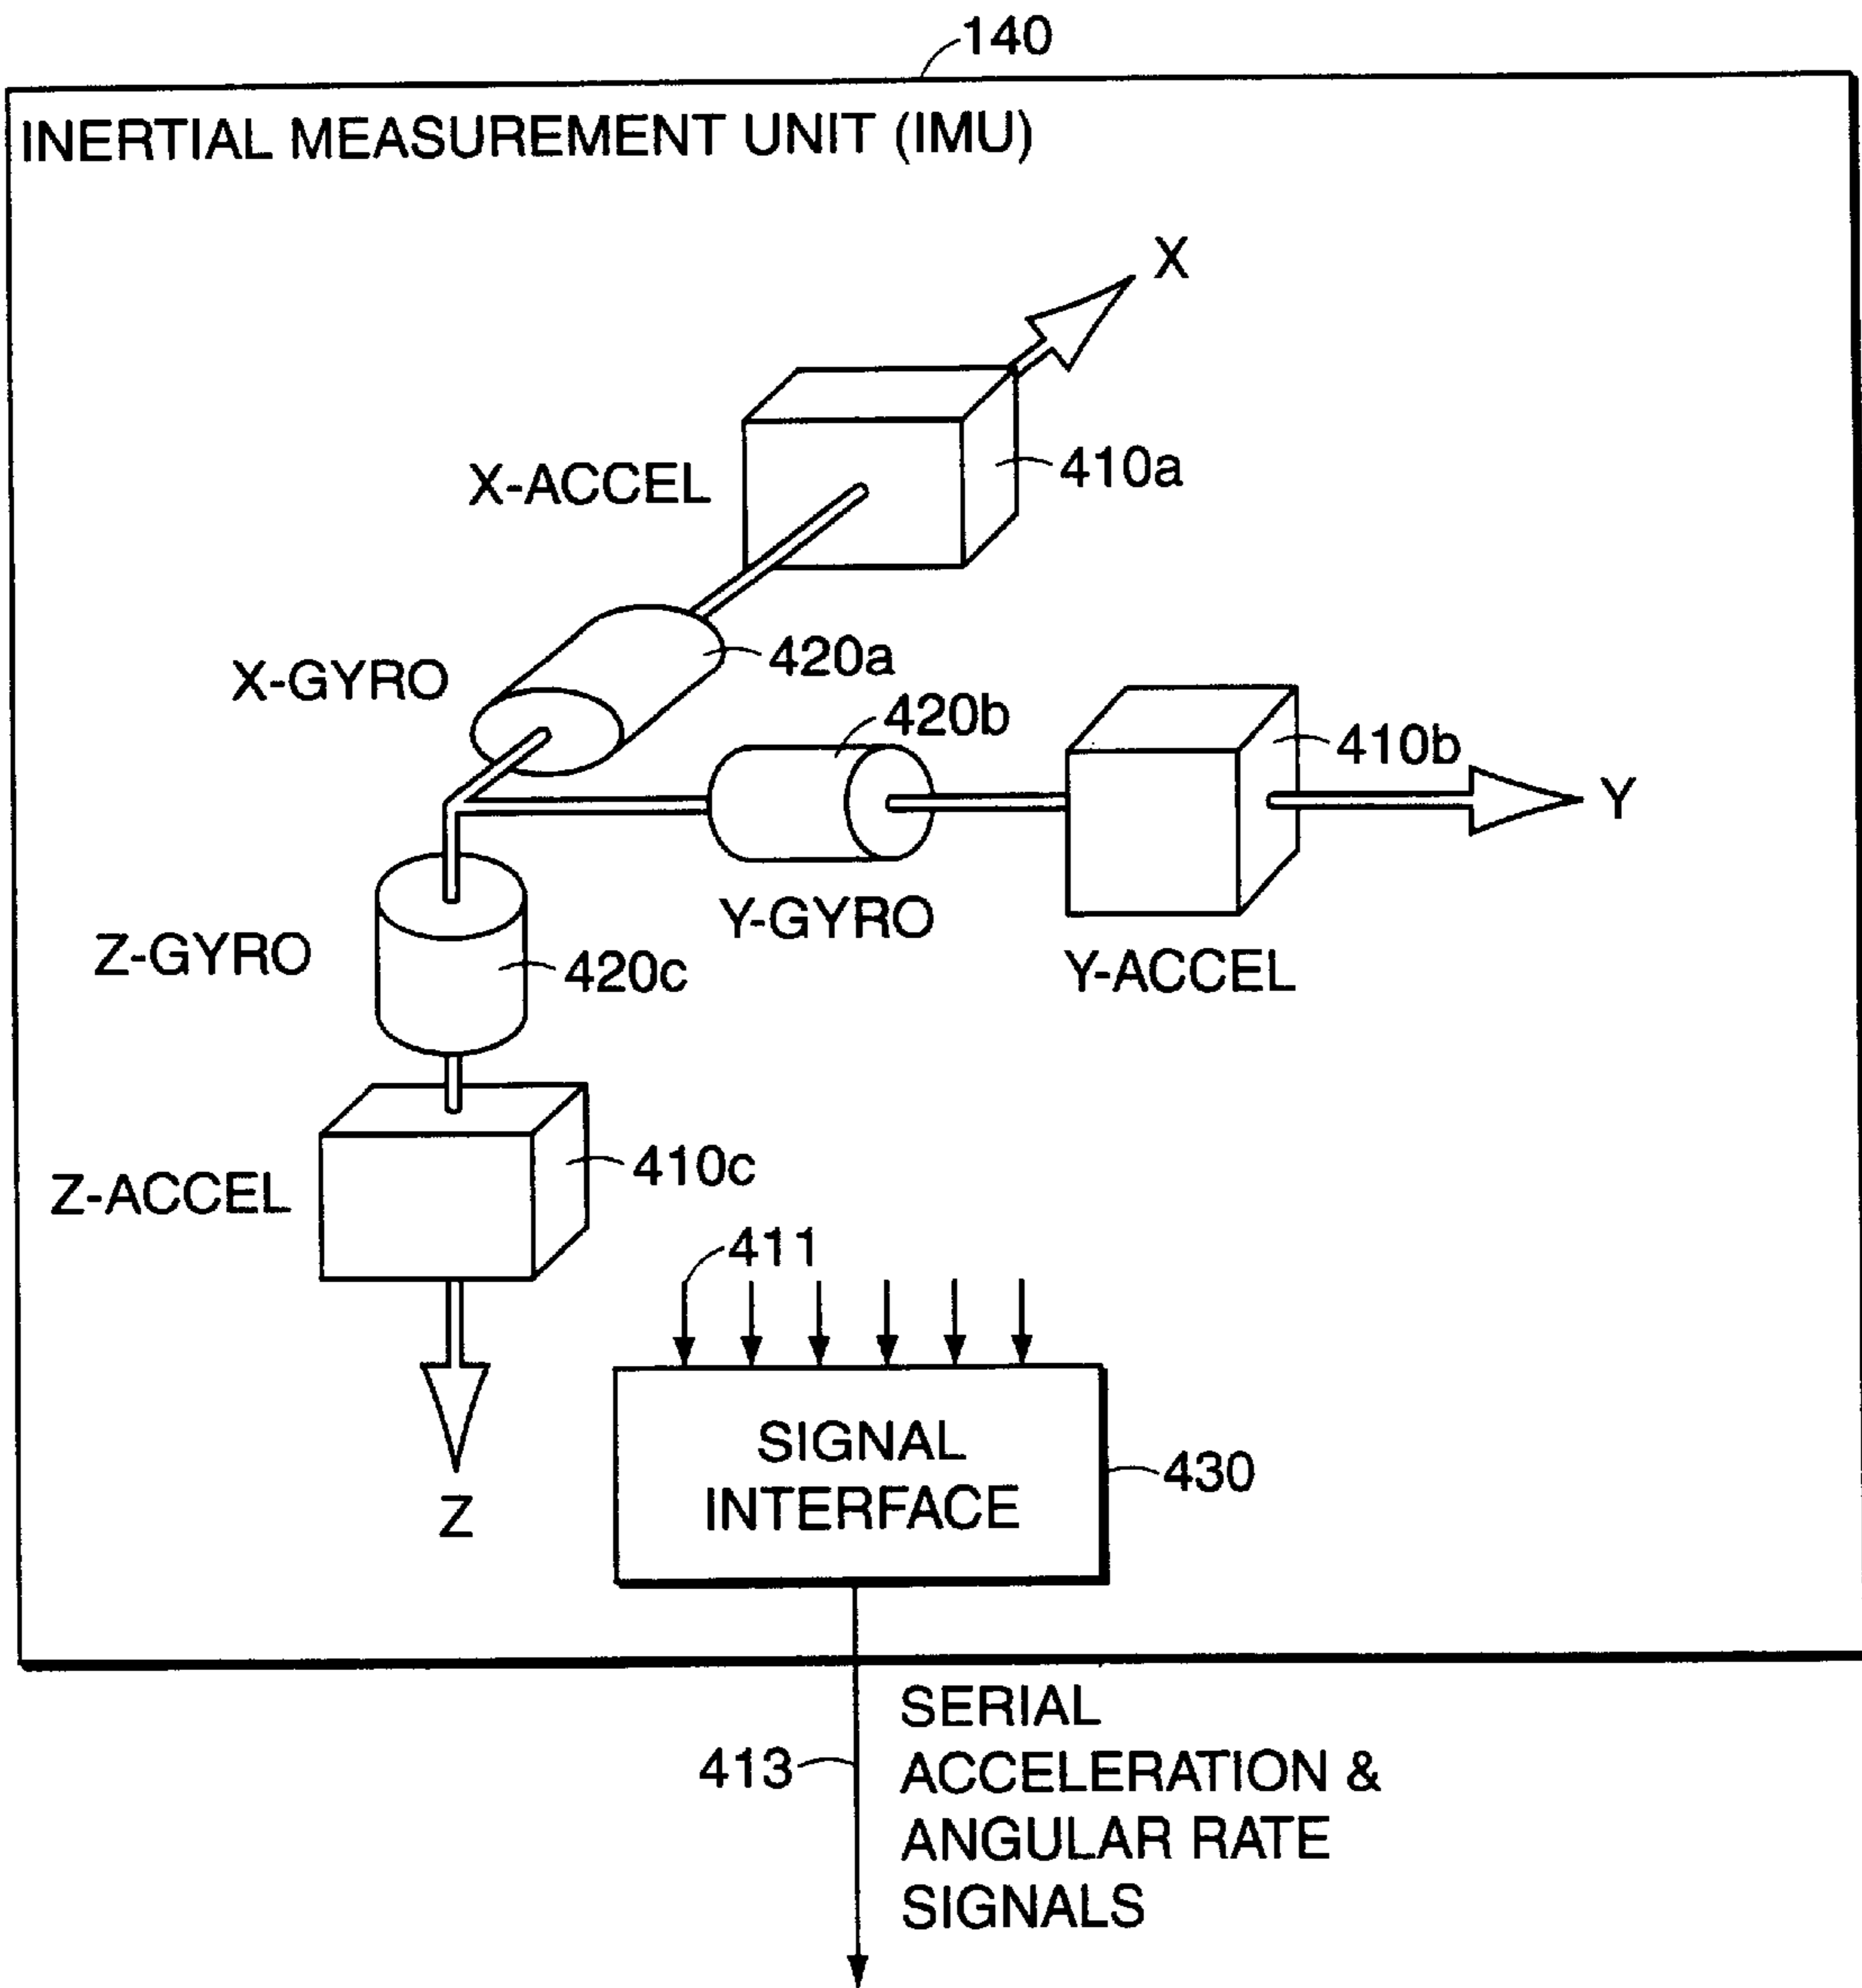 140
INERTIAL MEASUREMENT UNIT (IMU)
X
X-ACCEL
410a
X-GYRO
420a
420b
410b
Y
Y-GYRO
Z-GYRO
420c
Y-ACCEL
Z-ACCEL
410c
411
SIGNAL
INTERFACE
430
Z
SERIAL
413
ACCELERATION &
ANGULAR RATE
SIGNALS